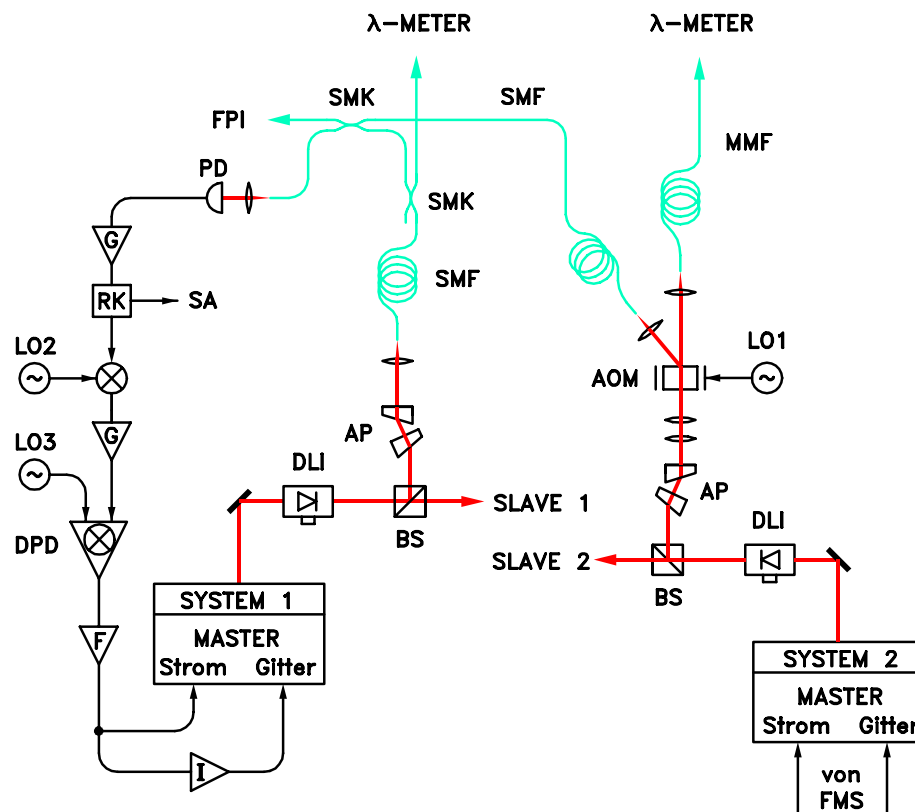 λ-METER
λ-METER
SMK
SMF
FPI
MMF
PD
SMK
G
SMF
RK
SA
LO2
LO1
AOM
G
AP
LO3
DLI
AP
SLAVE 1
DPD
BS
DLI
SLAVE 2
BS
SYSTEM 1
F
MASTER
SYSTEM 2
Strom
Gitter
MASTER
Strom
Gitter
I
von
FMS